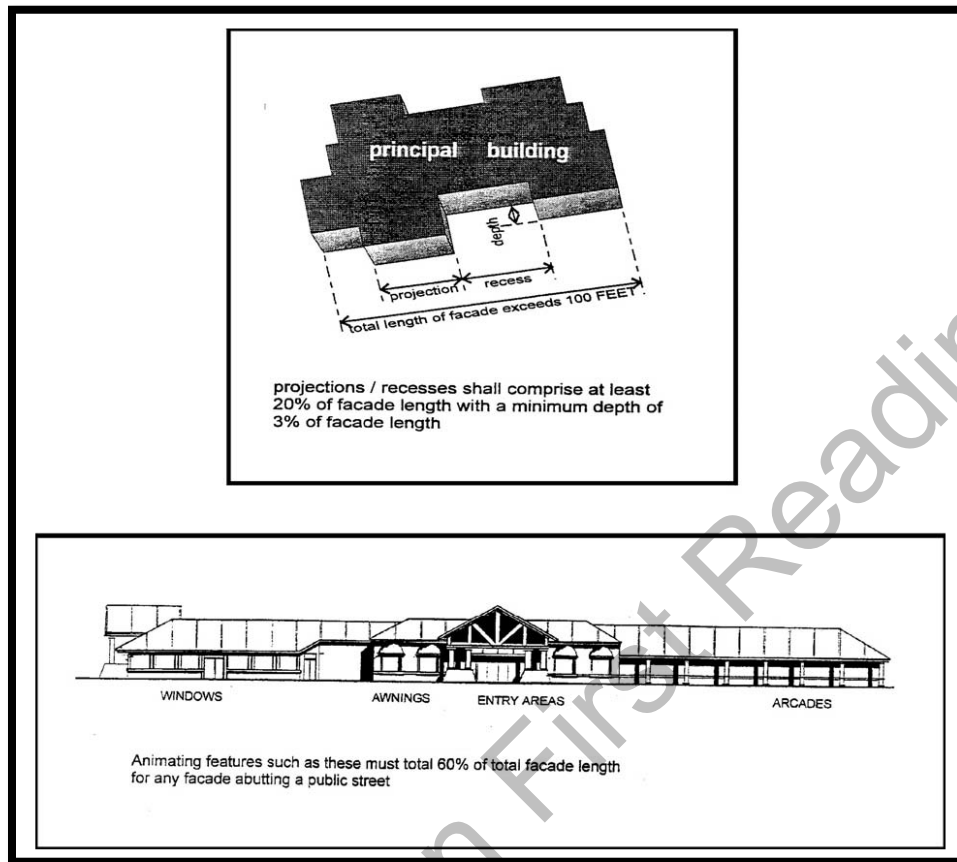 principal building
depth
projection
recess
total length of facade exceeds 100 FEET
projections / recesses shall comprise at least
20% of facade length with a minimum depth of
3% of facade length
WINDOWS AWNINGS ENTRY AREAS ARCADES
Animating features such as these must total 60% of total facade length
for any facade abutting a public street
First